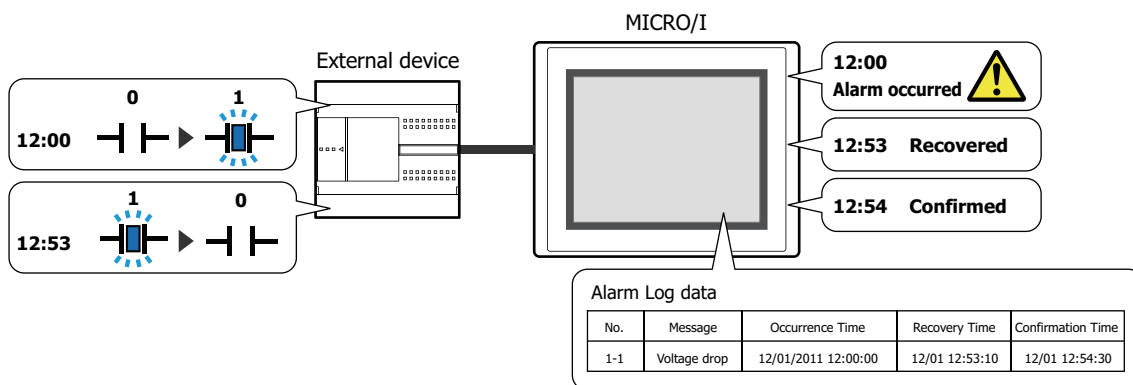 MICRO/I
External device
0 1
12:00
1 0
12:53
12:00
Alarm occurred
12:53 Recovered
12:54 Confirmed
Alarm Log data
No. Message Occurrence Time Recovery Time Confirmation Time
1-1 Voltage drop 12/01/2011 12:00:00 12/01 12:53:10 12/01 12:54:30